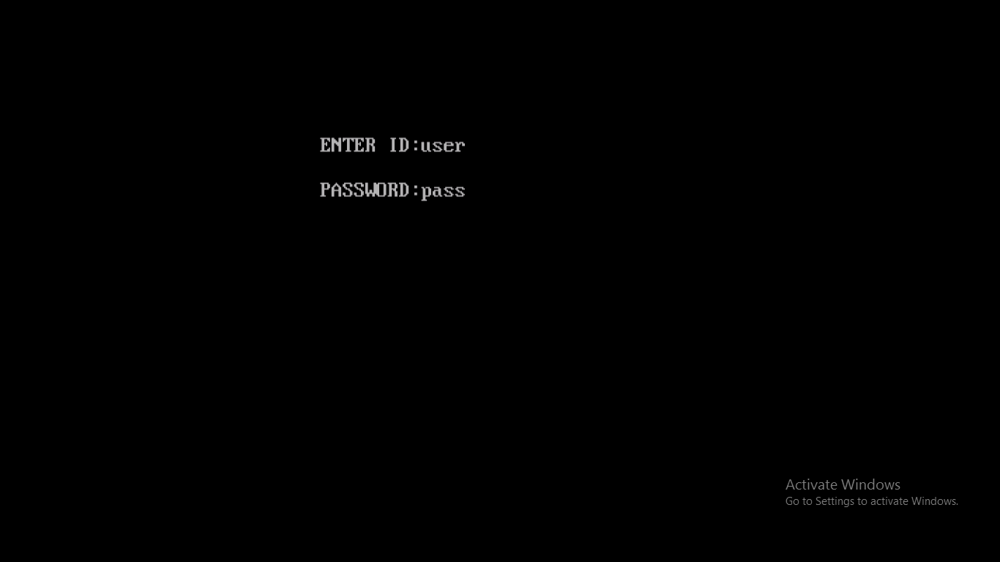 ENTER ID:user
PASSWORD:pass
Activate Windows
Go to Settings to activate Windows.